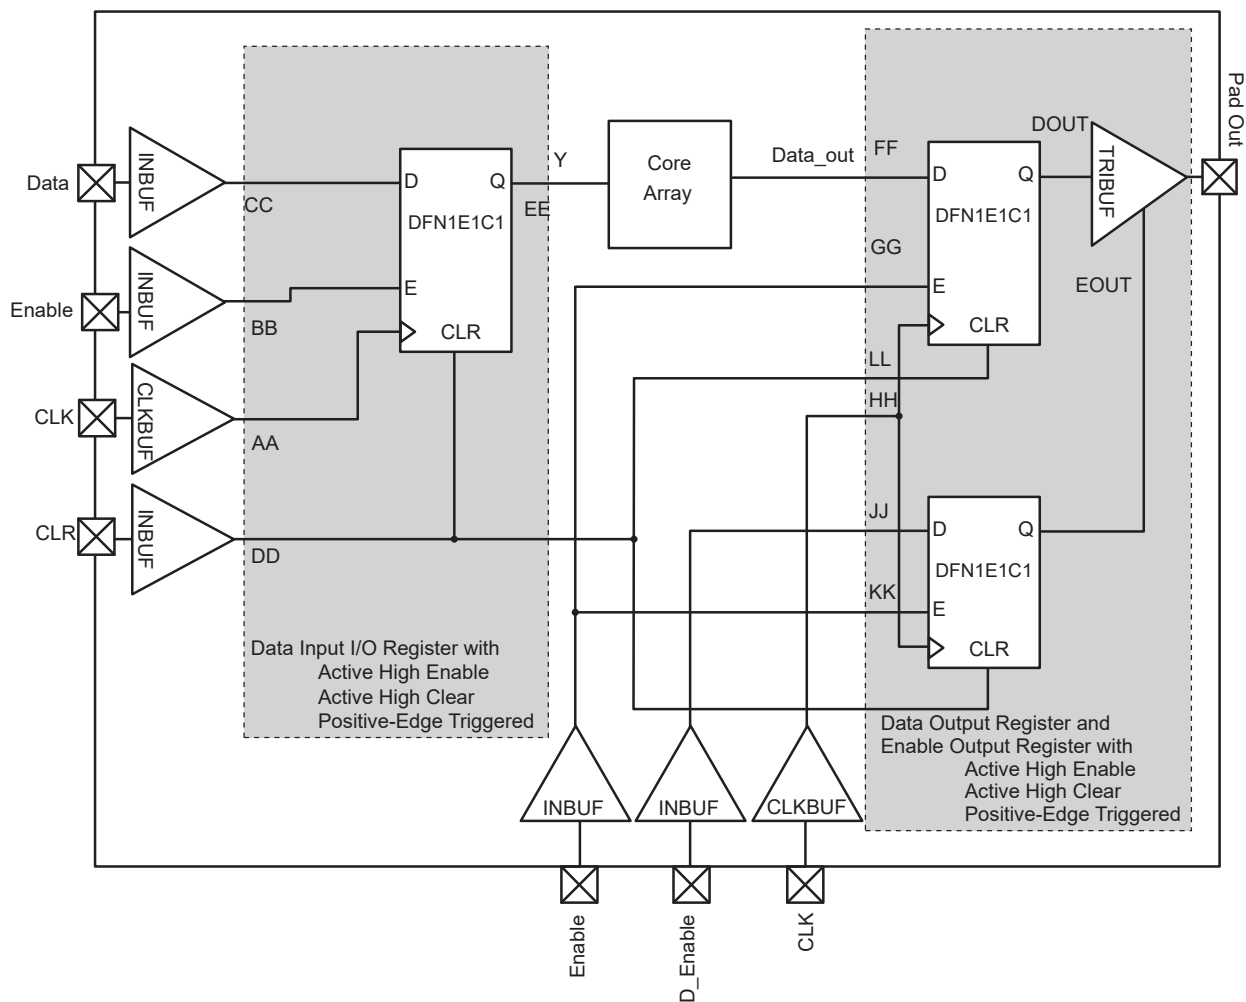 Pad Out
DOUT
INBUF
Data
CC
D
Q
DFN1E1C1
E
CLR
Y
EE
Core
Array
Data_out
FF
D
Q
DFN1E1C1
GG
E
CLR
TRIBUF
EOUT
Enable
INBUF
BB
CLK
CLKBUF
AA
LL
HH
CLR
INBUF
DD
JJ
D
Q
DFN1E1C1
KK
E
CLR
Data Input I/O Register with
Active High Enable
Active High Clear
Positive-Edge Triggered
Data Output Register and
Enable Output Register with
Active High Enable
Active High Clear
Positive-Edge Triggered
INBUF
INBUF
CLKBUF
Enable
D_Enable
CLK